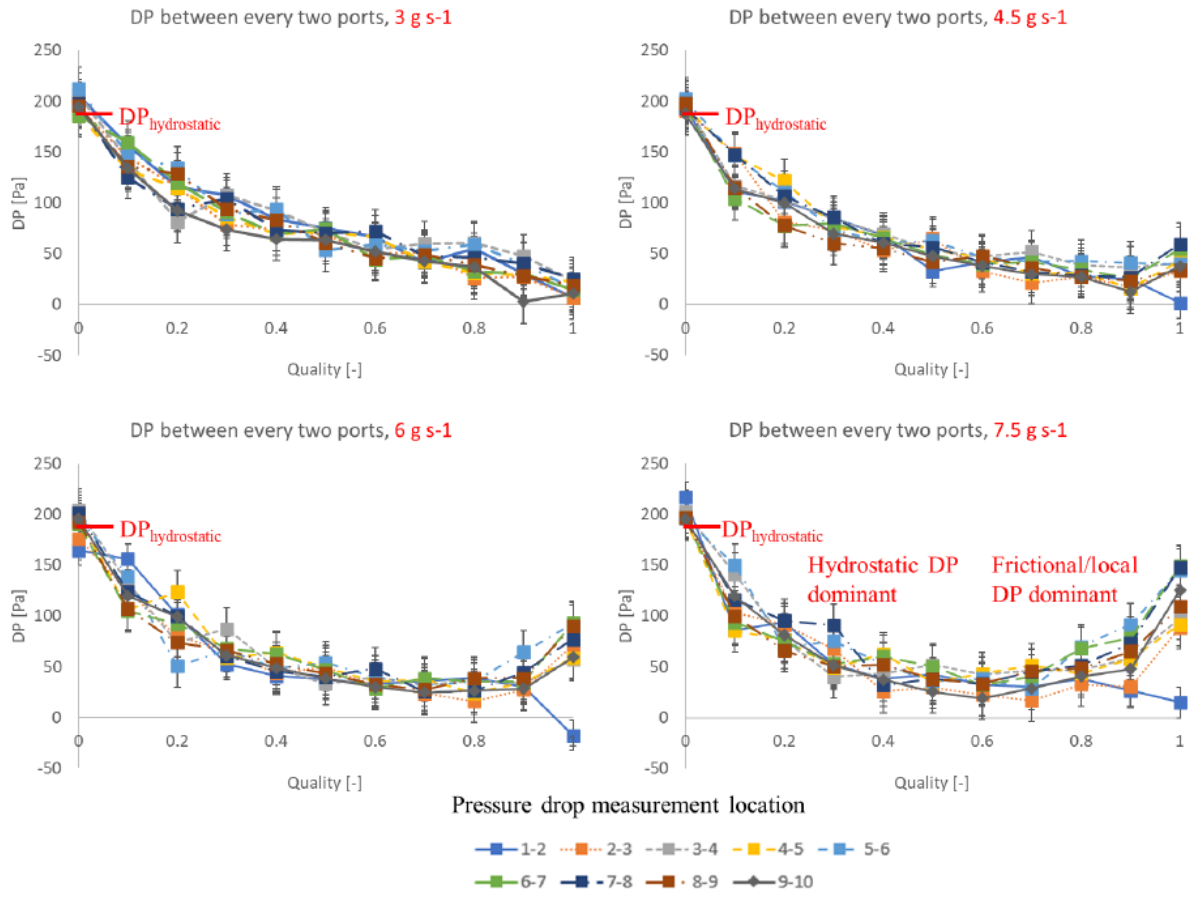 DP between every two ports, 3 g s-1
DP [Pa]
250
200
150
100
50
0
-50
DPhydrostatic
0 0.2 0.4 0.6 0.8 1
Quality [-]
DP between every two ports, 4.5 g s-1
DP [Pa]
250
200
150
100
50
0
-50
DPhydrostatic
0 0.2 0.4 0.6 0.8 1
Quality [-]
DP between every two ports, 6 g s-1
DP [Pa]
250
200
150
100
50
0
-50
DPhydrostatic
0 0.2 0.4 0.6 0.8 1
Quality [-]
DP between every two ports, 7.5 g s-1
DP [Pa]
250
200
150
100
50
0
-50
DPhydrostatic
Hydrostatic DP
dominant
Frictional/local
DP dominant
0 0.2 0.4 0.6 0.8 1
Quality [-]
Pressure drop measurement location
1-2 2-3 3-4 4-5 5-6
6-7 7-8 8-9 9-10